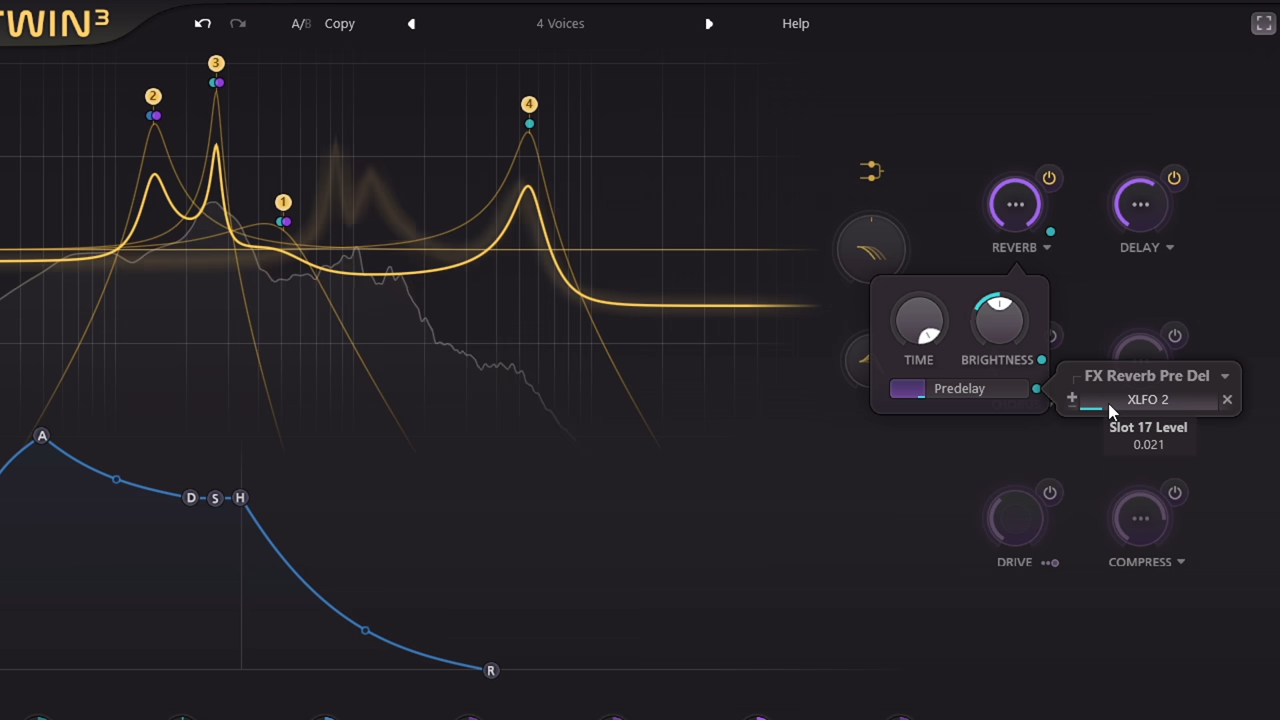 TWIN³
A/B
Copy
4 Voices
Help
2
3
4
1
REVERB
DELAY
TIME
BRIGHTNESS
Predelay
FX Reverb Pre Del
XLFO 2
Slot 17 Level
0.021
A
D
S
H
R
DRIVE
COMPRESS